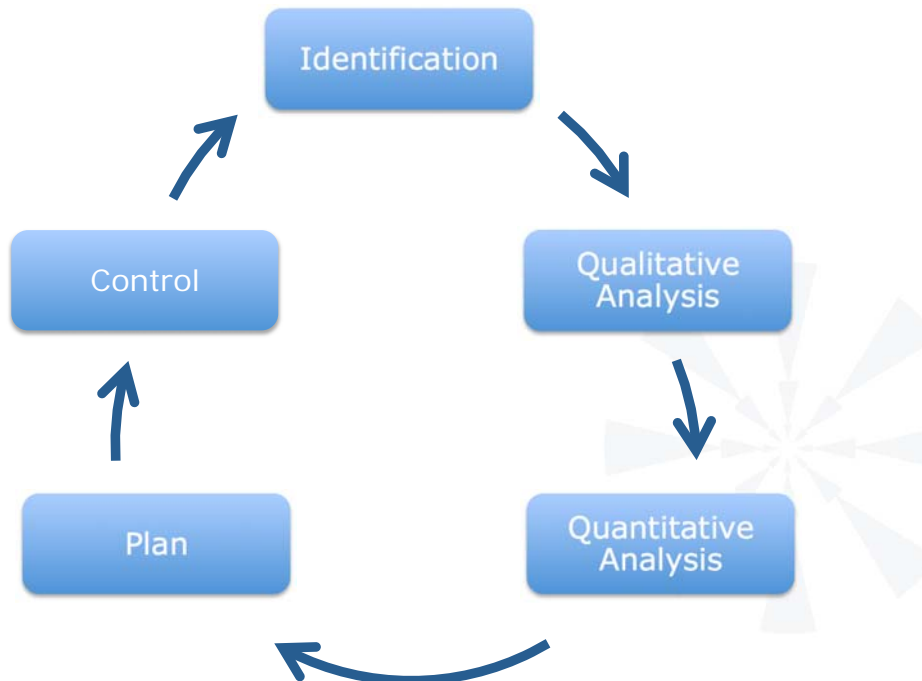 Identification
Qualitative
Analysis
Quantitative
Analysis
Plan
Control